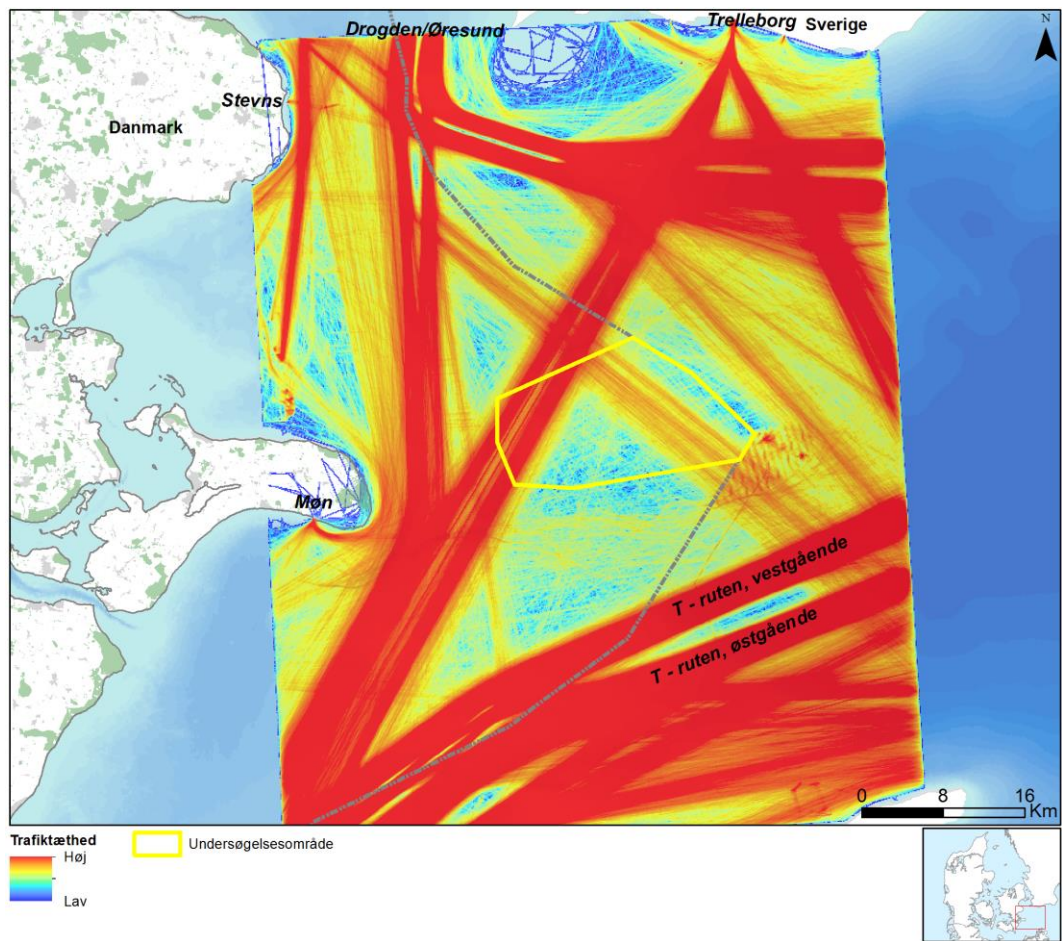 N
Trelleborg Sverige
Drogden/Øresund
Stevns
Danmark
Møn
T - ruten, vestgående
T - ruten, østgående
0 8 16
Km
Trafiktæthed
Høj
Lav
Undersøgelsesområde